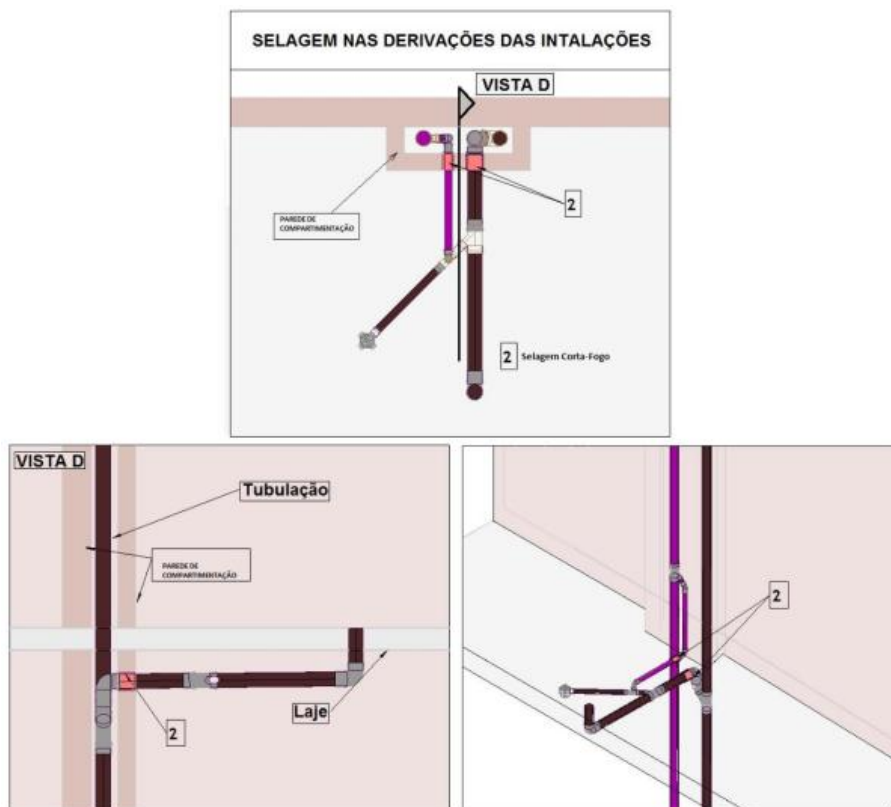 SELAGEM NAS DERIVAÇÕES DAS INTALAÇÕES
VISTA D
PAREDE DE
COMPARTIMENTAÇÃO
2
2 Selagem Corta-Fogo
VISTA D
Tubulação
PAREDE DE
COMPARTIMENTAÇÃO
2
Laje
2